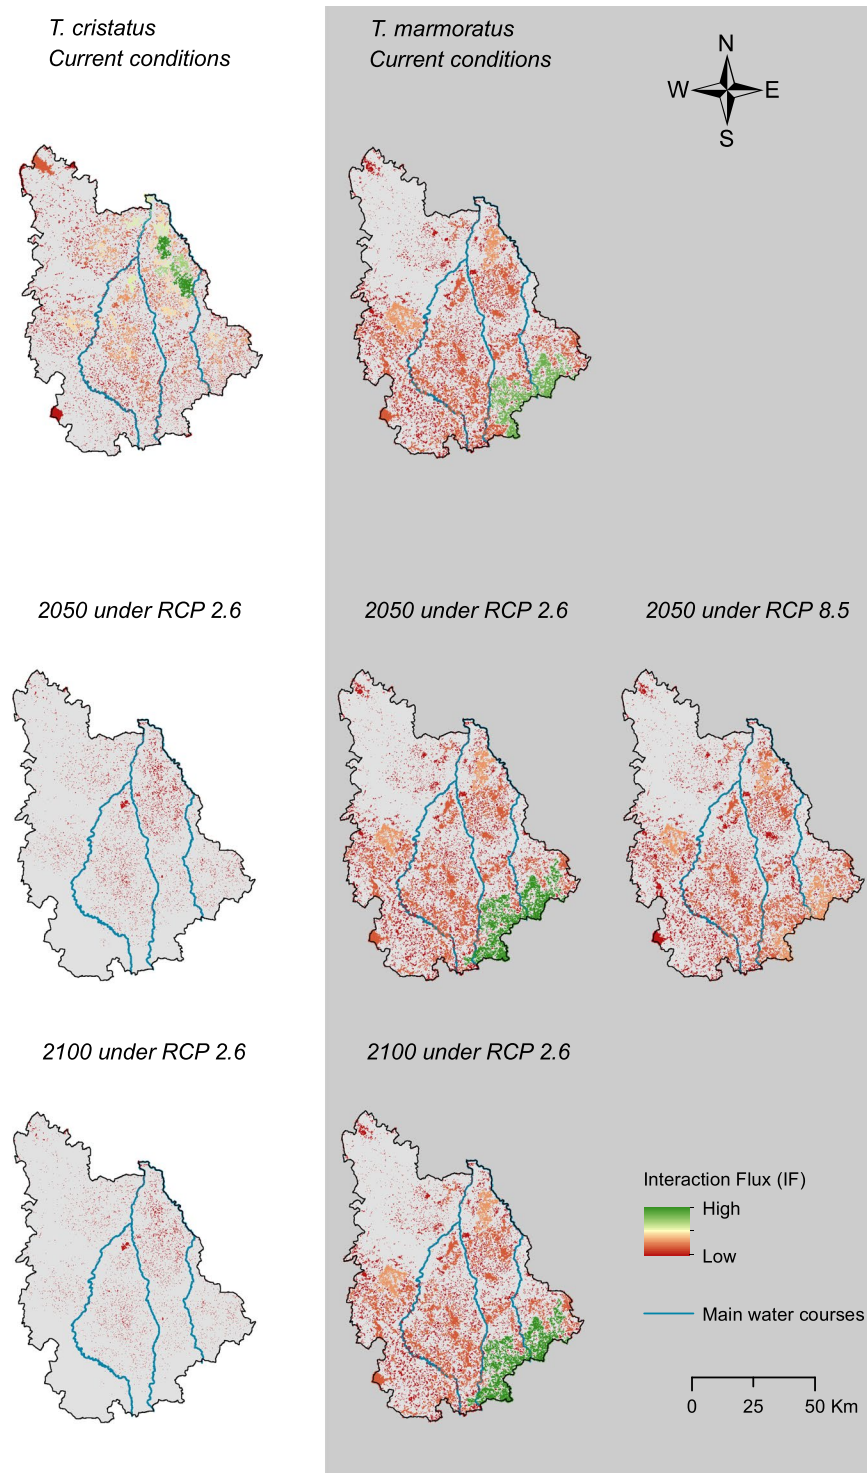 T. cristatus
Current conditions
T. marmoratus
Current conditions
N
W E
S
2050 under RCP 2.6
2050 under RCP 2.6
2050 under RCP 8.5
2100 under RCP 2.6
2100 under RCP 2.6
Interaction Flux (IF)
High
Low
Main water courses
0 25 50 Km